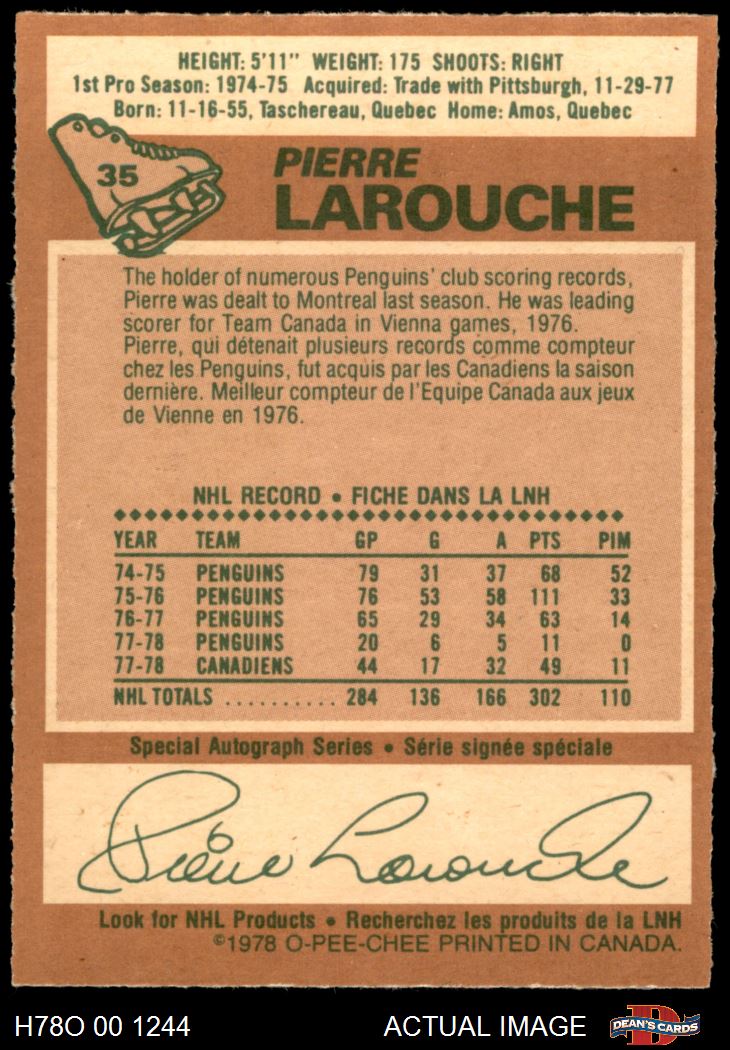 HEIGHT: 5'11" WEIGHT: 175 SHOOTS: RIGHT
1st Pro Season: 1974-75 Acquired: Trade with Pittsburgh, 11-29-77
Born: 11-16-55, Taschereau, Quebec Home: Amos, Quebec
35
PIERRE
LAROUCHE
The holder of numerous Penguins' club scoring records,
Pierre was dealt to Montreal last season. He was leading
scorer for Team Canada in Vienna games, 1976.
Pierre, qui détenait plusieurs records comme compteur
chez les Penguins, fut acquis par les Canadiens la saison
dernière. Meilleur compteur de l'Equipe Canada aux jeux
de Vienne en 1976.
NHL RECORD • FICHE DANS LA LNH
YEAR TEAM GP G A PTS PIM
74-75 PENGUINS 79 31 37 68 52
75-76 PENGUINS 76 53 58 111 33
76-77 PENGUINS 65 29 34 63 14
77-78 PENGUINS 20 6 5 11 0
77-78 CANADIENS 44 17 32 49 11
NHL TOTALS .......... 284 136 166 302 110
Special Autograph Series • Série signée spéciale
Pierre Larouche
Look for NHL Products • Recherchez les produits de la LNH
©1978 O-PEE-CHEE PRINTED IN CANADA.
H78O 00 1244 ACTUAL IMAGE D DEAN'S CARDS